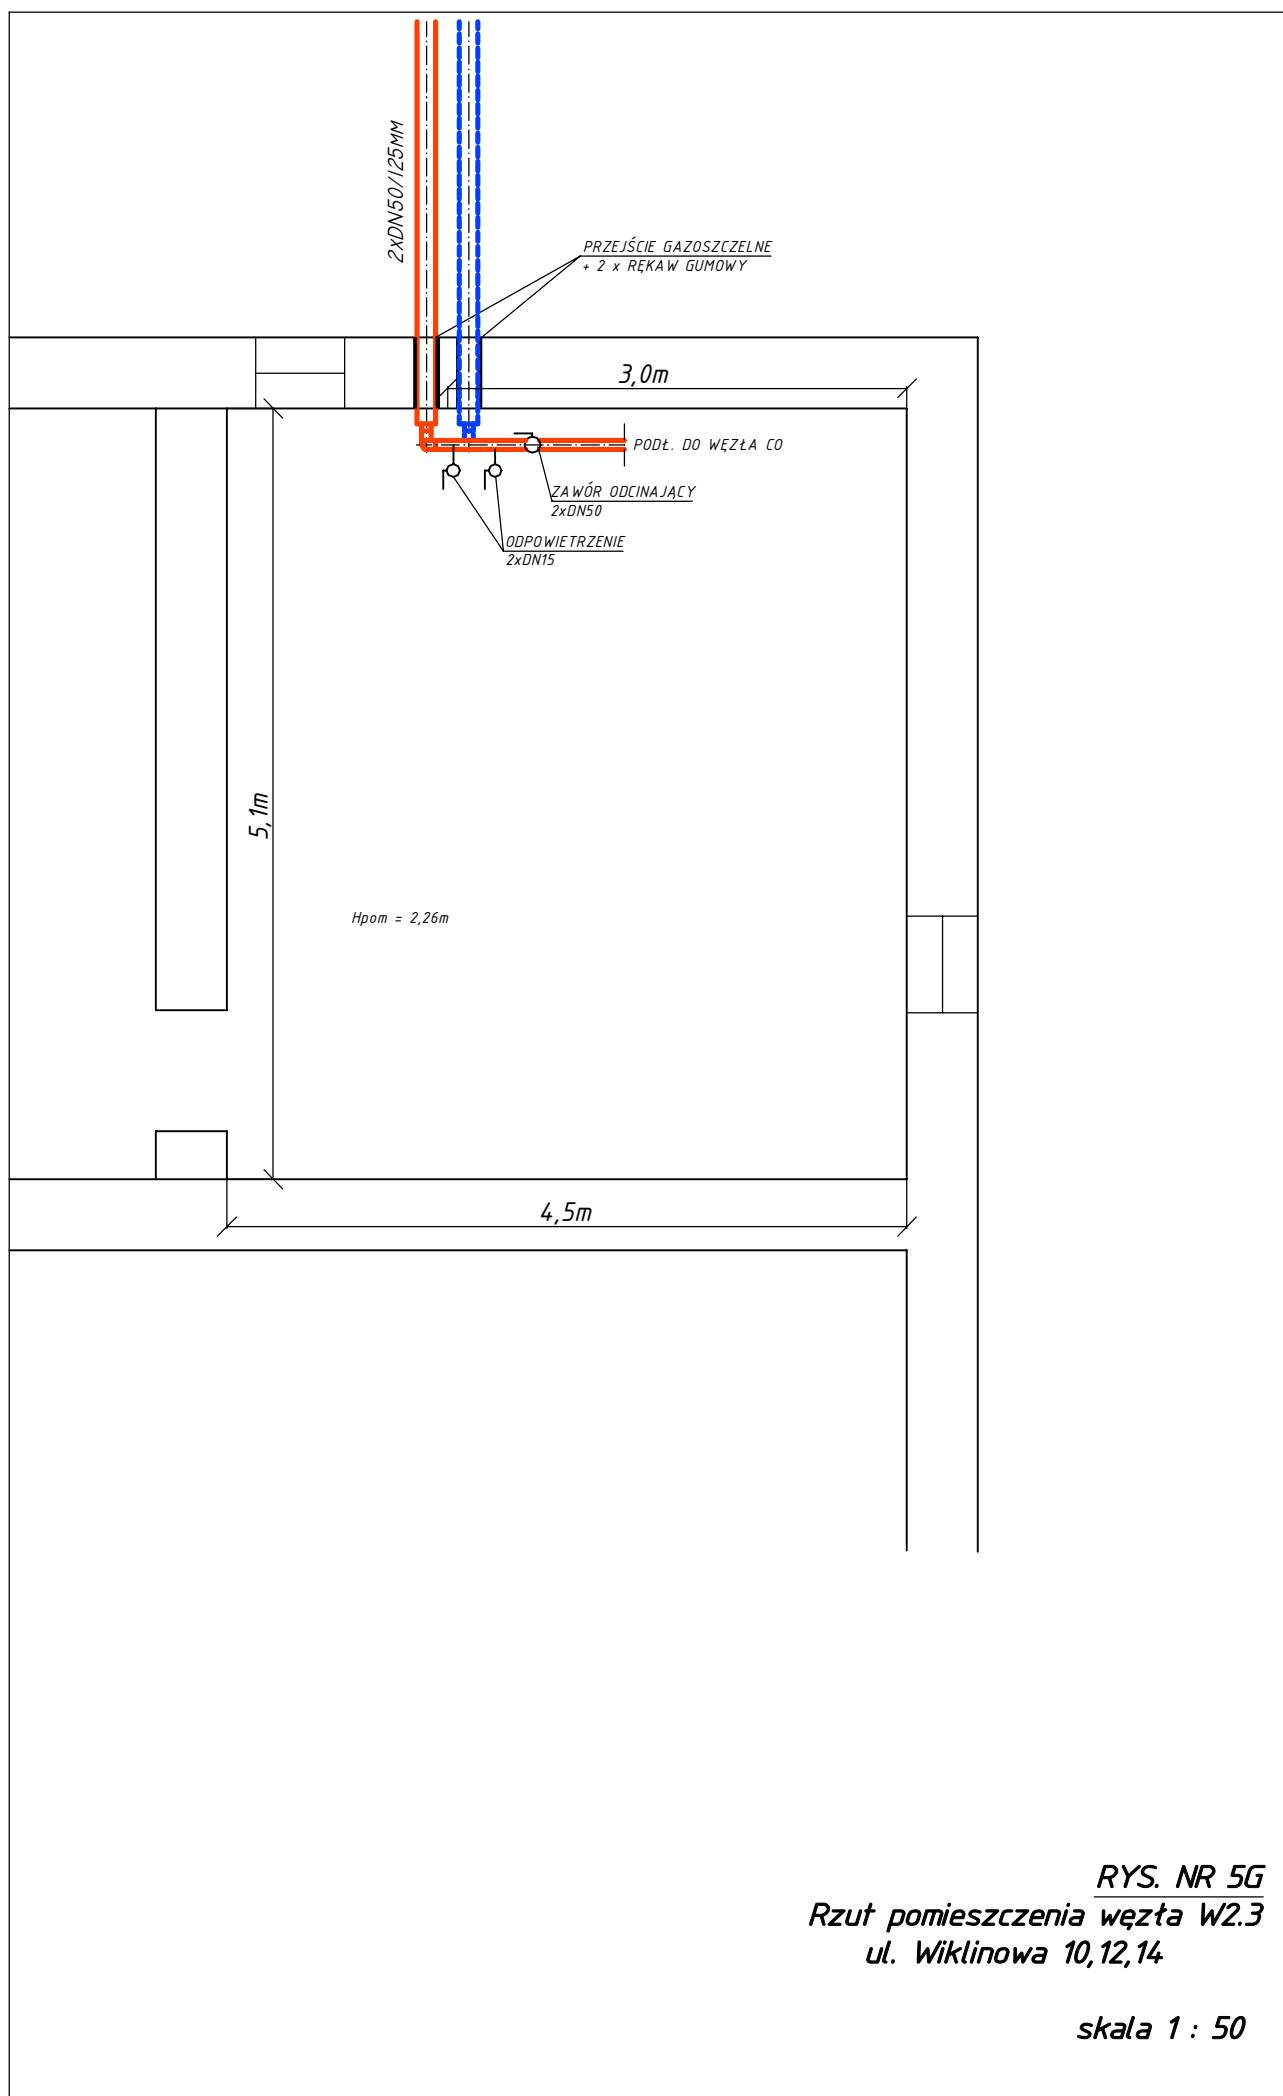 2xDN50/125MM
PRZEJŚCIE GAZOSZCZELNE
+ 2 x RĘKAW GUMOWY
3,0m
PODŁ. DO WĘZŁA CO
ZAWÓR ODCINAJĄCY
2xDN50
ODPOWIETRZENIE
2xDN15
5,1m
Hpom = 2,26m
4,5m
RYS. NR 5G
Rzut pomieszczenia węzła W2.3
ul. Wiklinowa 10,12,14
skala 1 : 50